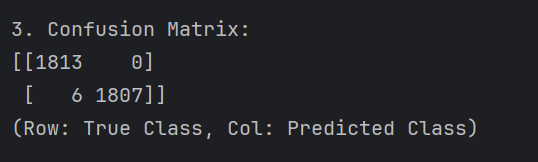 3. Confusion Matrix:
[[1813    0]
 [   6 1807]]
(Row: True Class, Col: Predicted Class)